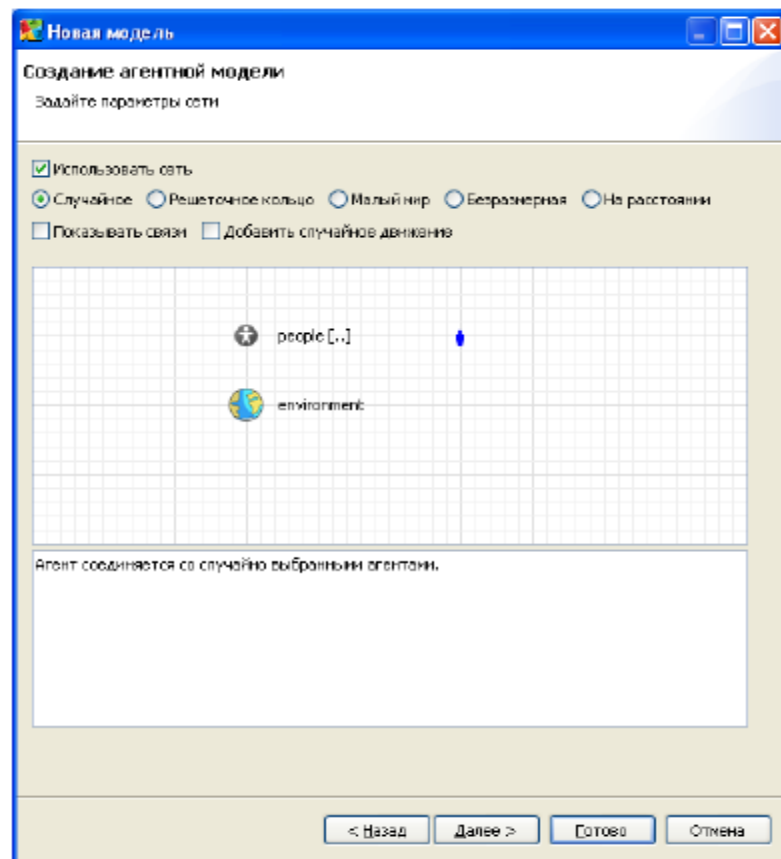 Новая модель
Создание агентной модели
Задайте параметры сети
Использовать сеть
Случайное Решеточное кольцо Малый мир Безразмерная На расстоянии
Показывать связи Добавить случайное движение
people [..]
environment
Агент соединяется со случайно выбранными агентами.
< Назад Далее > Готово Отмена